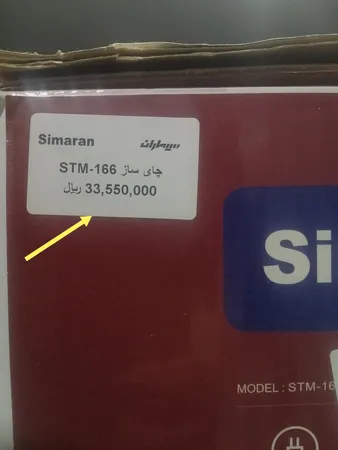 Simaran سیماران
چای ساز STM-166
33,550,000 ریال
Si
MODEL : STM-16